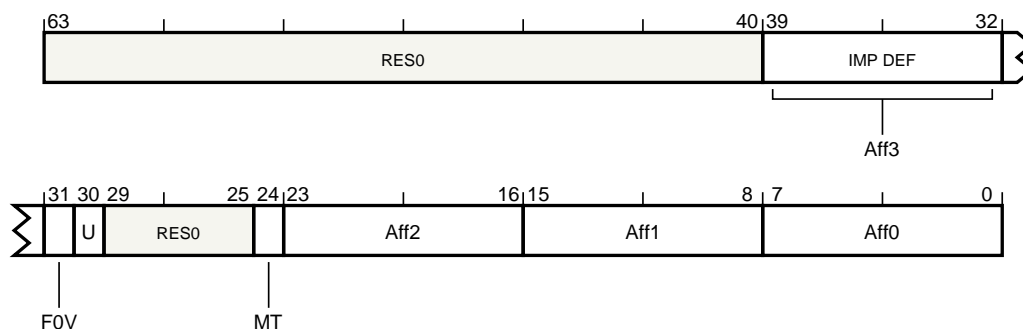 63 40 39 32
RES0 IMP DEF
Aff3
31 30 29 25 24 23 16 15 8 7 0
U RES0 Aff2 Aff1 Aff0
F0V MT